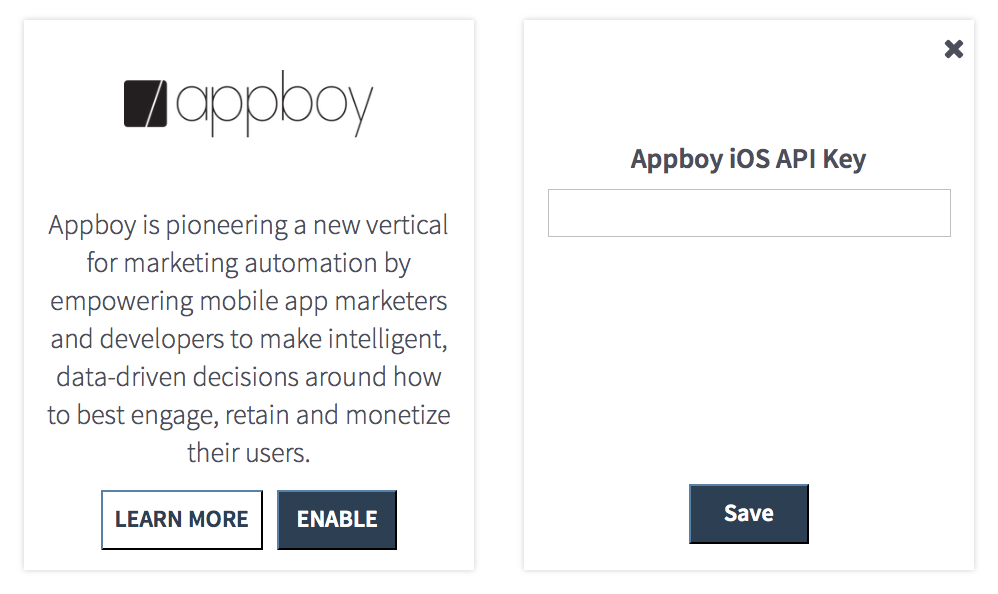 appboy
Appboy is pioneering a new vertical
for marketing automation by
empowering mobile app marketers
and developers to make intelligent,
data-driven decisions around how
to best engage, retain and monetize
their users.
LEARN MORE
ENABLE
Appboy iOS API Key
Save